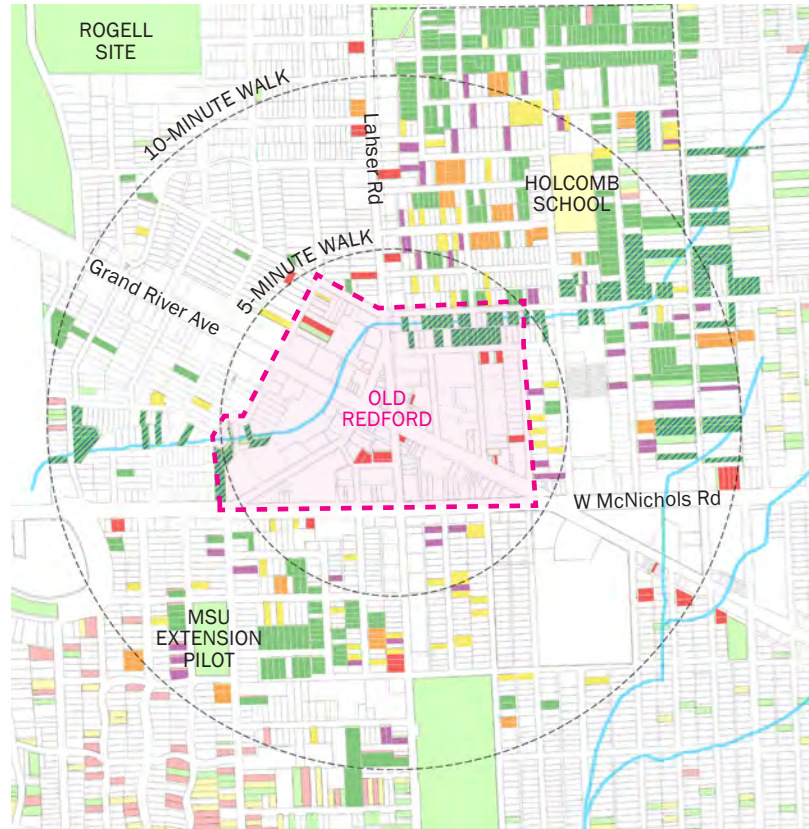 ROGELL
SITE
10-MINUTE WALK
Lahser Rd
HOLCOMB
SCHOOL
5-MINUTE WALK
Grand River Ave
OLD
REDFORD
W McNichols Rd
MSU
EXTENSION
PILOT